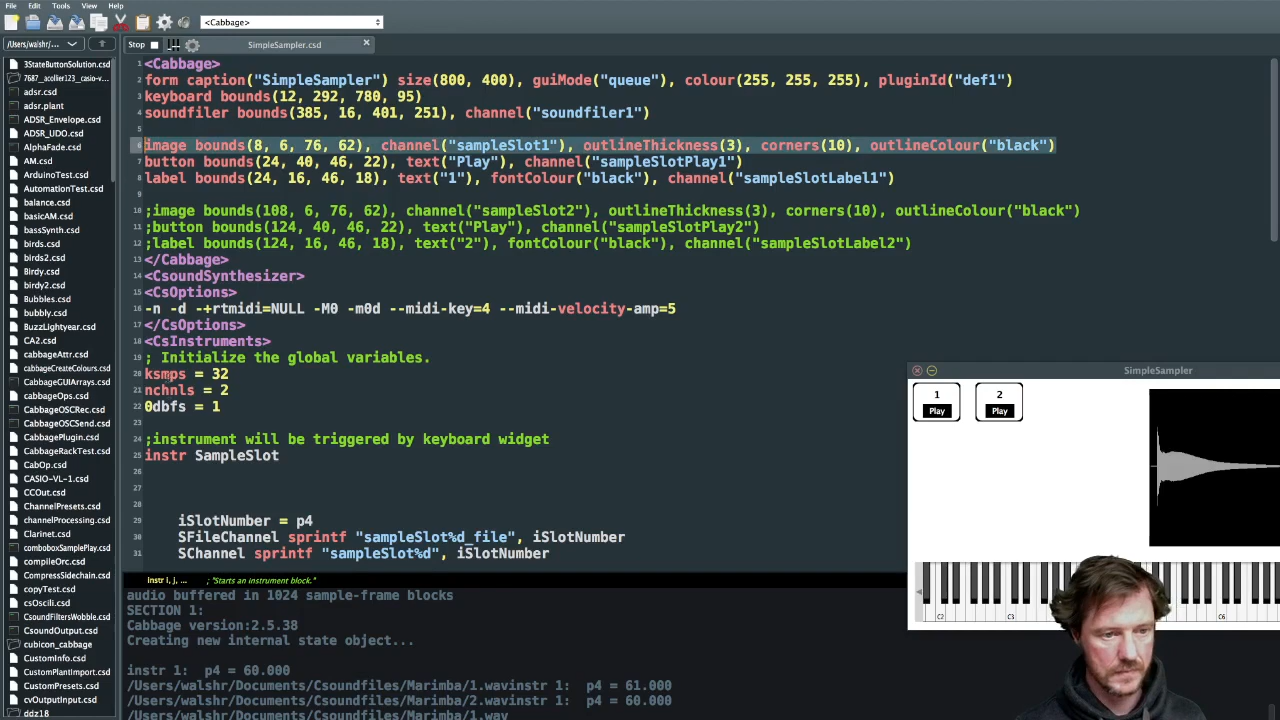 File Edit Tools View Help
<Cabbage>
/Users/walshr/...
Stop
SimpleSampler.csd
3StateButtonSolution.csd
7687__acollier123__casio-v...
adsr.csd
adsr.plant
ADSR_Envelope.csd
ADSR_UDO.csd
AlphaFade.csd
AM.csd
ArduinoTest.csd
AutomationTest.csd
balance.csd
basicAM.csd
bassSynth.csd
birds.csd
birds2.csd
Birdy.csd
birdy2.csd
Bubbles.csd
bubbly.csd
BuzzLightyear.csd
CA2.csd
cabbageAttr.csd
cabbageCreateColours.csd
CabbageGUIArrays.csd
cabbageOps.csd
CabbageOSCRec.csd
CabbageOSCSend.csd
CabbagePlugin.csd
CabbageRackTest.csd
CabOp.csd
CASIO-VL-1.csd
CCOut.csd
ChannelPresets.csd
channelProcessing.csd
Clarinet.csd
comboboxSamplePlay.csd
compileOrc.csd
CompressSidechain.csd
copyTest.csd
csOscili.csd
CsoundFiltersWobble.csd
CsoundOutput.csd
cubicon_cabbage
CustomInfo.csd
CustomPlantImport.csd
CustomPresets.csd
cvOutputInput.csd
ddz18
1 <Cabbage>
2 form caption("SimpleSampler") size(800, 400), guiMode("queue"), colour(255, 255, 255), pluginId("def1")
3 keyboard bounds(12, 292, 780, 95)
4 soundfiler bounds(385, 16, 401, 251), channel("soundfiler1")
5
6 image bounds(8, 6, 76, 62), channel("sampleSlot1"), outlineThickness(3), corners(10), outlineColour("black")
7 button bounds(24, 40, 46, 22), text("Play"), channel("sampleSlotPlay1")
8 label bounds(24, 16, 46, 18), text("1"), fontColour("black"), channel("sampleSlotLabel1")
9
10 ;image bounds(108, 6, 76, 62), channel("sampleSlot2"), outlineThickness(3), corners(10), outlineColour("black")
11 ;button bounds(124, 40, 46, 22), text("Play"), channel("sampleSlotPlay2")
12 ;label bounds(124, 16, 46, 18), text("2"), fontColour("black"), channel("sampleSlotLabel2")
13 </Cabbage>
14 <CsoundSynthesizer>
15 <CsOptions>
16 -n -d -+rtmidi=NULL -M0 -m0d --midi-key=4 --midi-velocity-amp=5
17 </CsOptions>
18 <CsInstruments>
19 ; Initialize the global variables.
20 ksmps = 32
21 nchnls = 2
22 0dbfs = 1
23
24 ;instrument will be triggered by keyboard widget
25 instr SampleSlot
26
27
28
29 iSlotNumber = p4
30 SFileChannel sprintf "sampleSlot%d_file", iSlotNumber
31 SChannel sprintf "sampleSlot%d", iSlotNumber
instr i, j, ... ; "Starts an instrument block."
audio buffered in 1024 sample-frame blocks
SECTION 1:
Cabbage version:2.5.38
Creating new internal state object...
instr 1: p4 = 60.000
/Users/walshr/Documents/Csoundfiles/Marimba/1.wavinstr 1: p4 = 61.000
/Users/walshr/Documents/Csoundfiles/Marimba/2.wavinstr 1: p4 = 60.000
/Users/walshr/Documents/Csoundfiles/Marimba/1.wav
SimpleSampler
1 2
Play Play
C2 C3 C6